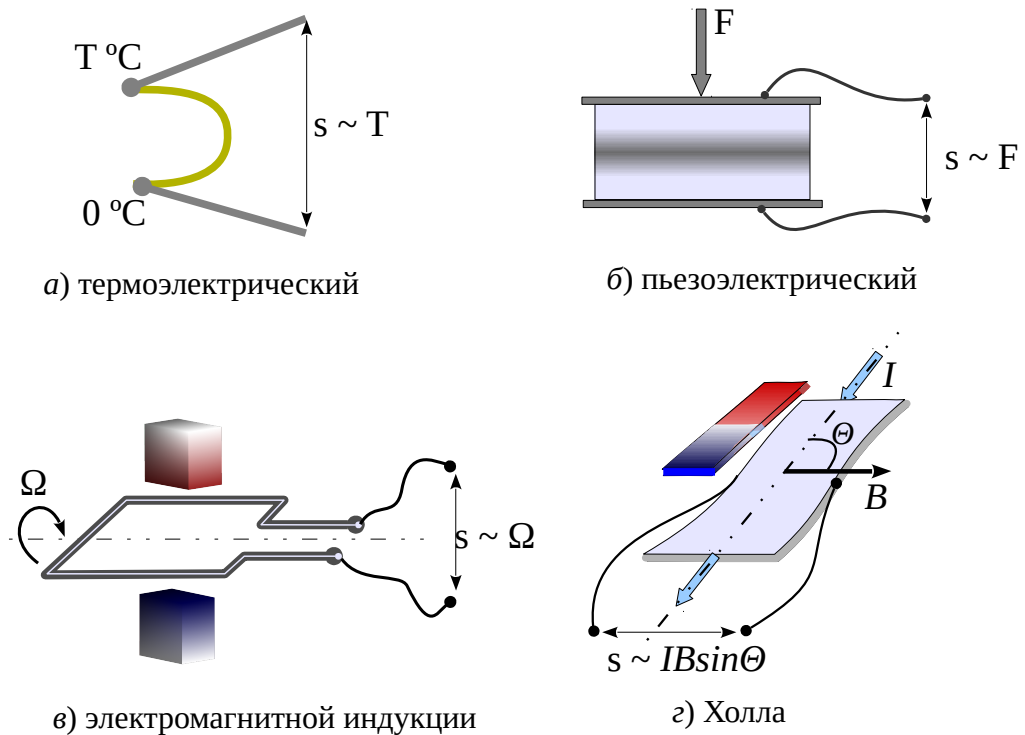 T ºC
s ~ T
0 ºC
а) термоэлектрический
F
s ~ F
б) пьезоэлектрический
Ω
s ~ Ω
в) электромагнитной индукции
I
Θ
B
s ~ IBsinΘ
г) Холла